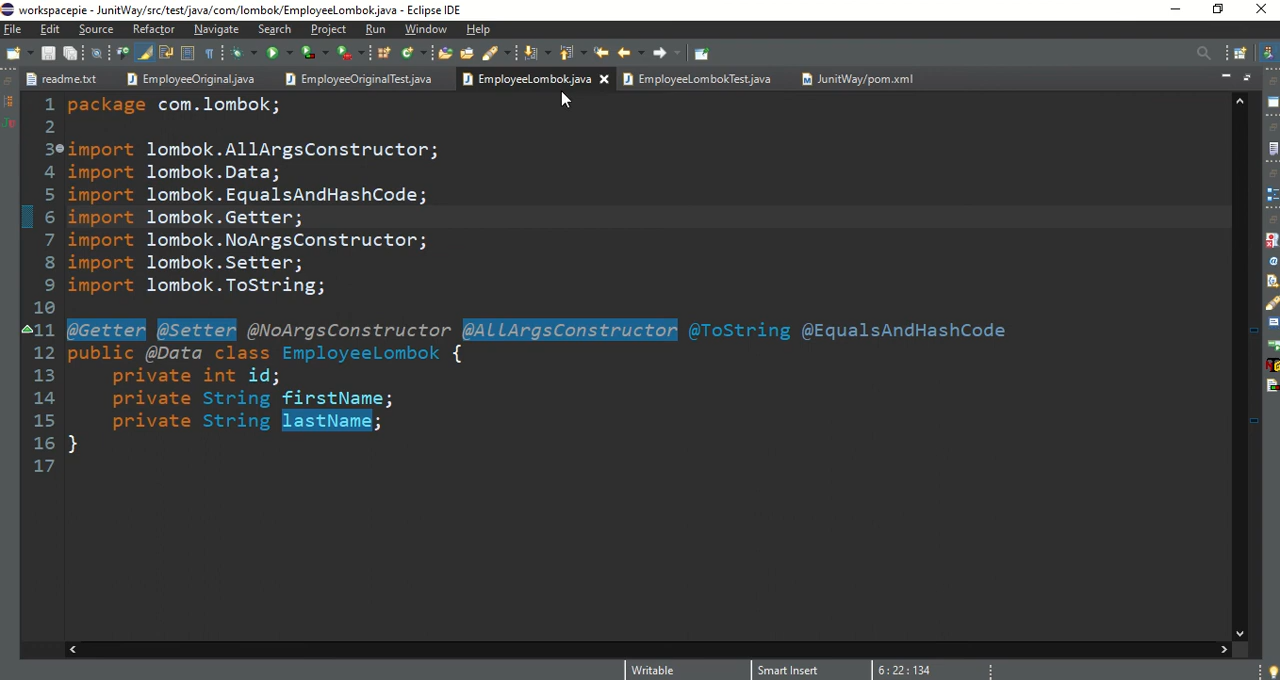 workspacepie - JunitWay/src/test/java/com/lombok/EmployeeLombok.java - Eclipse IDE
File Edit Source Refactor Navigate Search Project Run Window Help
readme.txt EmployeeOriginal.java EmployeeOriginalTest.java EmployeeLombok.java EmployeeLombokTest.java JunitWay/pom.xml
1 package com.lombok;
2
3 import lombok.AllArgsConstructor;
4 import lombok.Data;
5 import lombok.EqualsAndHashCode;
6 import lombok.Getter;
7 import lombok.NoArgsConstructor;
8 import lombok.Setter;
9 import lombok.ToString;
10
11 @Getter @Setter @NoArgsConstructor @AllArgsConstructor @ToString @EqualsAndHashCode
12 public @Data class EmployeeLombok {
13 private int id;
14 private String firstName;
15 private String lastName;
16 }
17
Writable Smart Insert 6 : 22 : 134